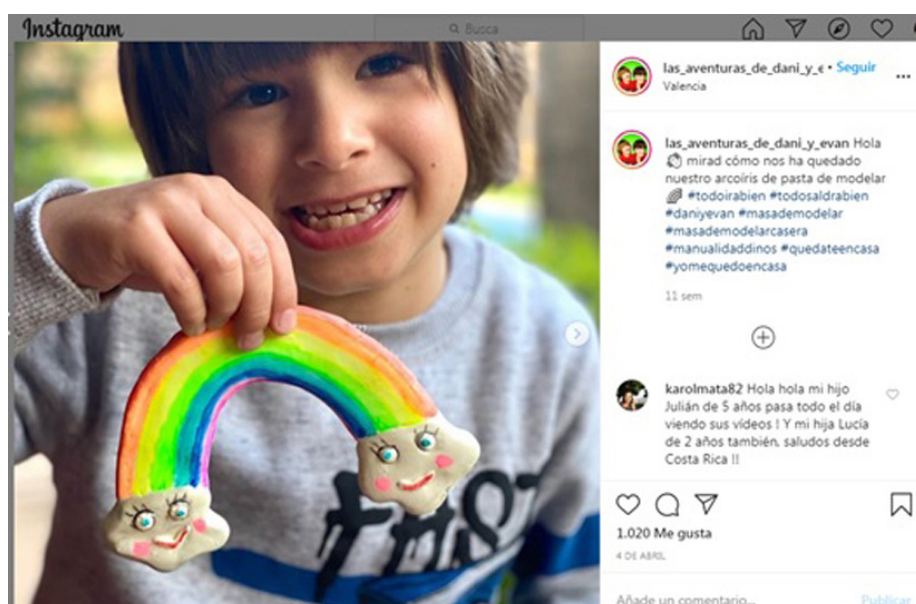 Instagram
Busca
las_aventuras_de_dani_y_e • Seguir
Valencia
las_aventuras_de_dani_y_evan Hola
mirad cómo nos ha quedado
nuestro arcoíris de pasta de modelar
#todoirabien #todosaldrabien
#daniyevan #masademodelar
#masademodelarcasera
#manualidaddinos #quedateencasa
#yomequedoencasa
11 sem
karolmata82 Hola hola mi hijo
Julián de 5 años pasa todo el día
viendo sus vídeos ! Y mi hija Lucía
de 2 años también, saludos desde
Costa Rica !!
1.020 Me gusta
4 DE ABRIL
Añade un comentario... Publicar